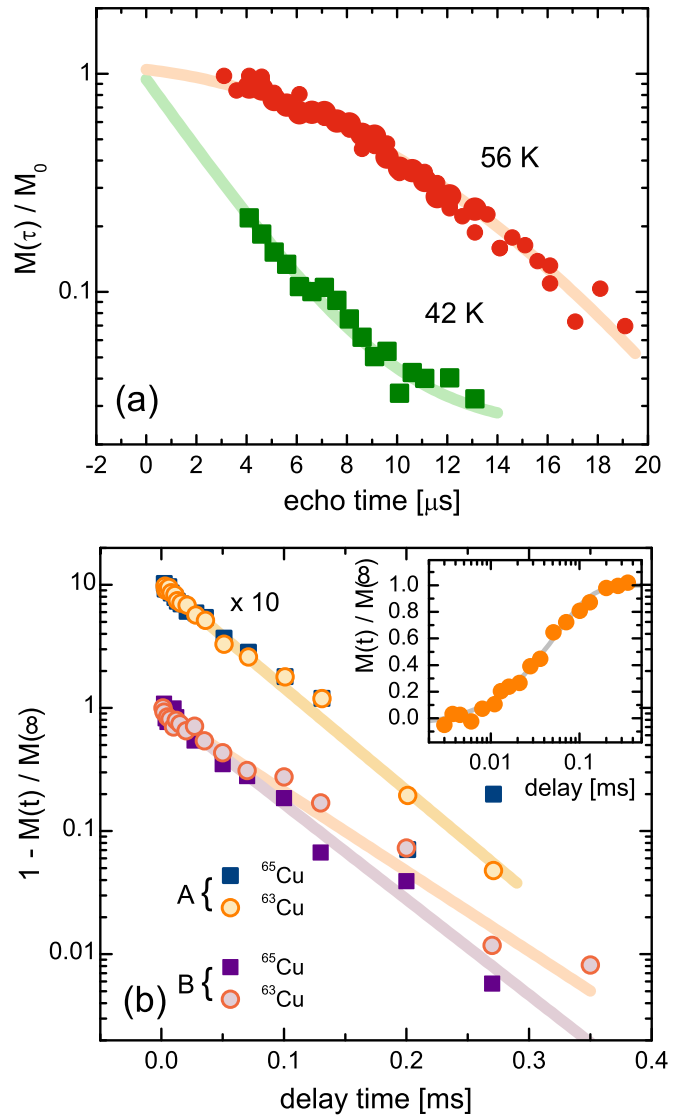 1
0.1
M(τ) / M0
56 K
42 K
(a)
-2 0 2 4 6 8 10 12 14 16 18 20
echo time [μs]
10
1
0.1
0.01
1 - M(t) / M(∞)
x 10
M(t) / M(∞)
1.0
0.8
0.6
0.4
0.2
0.0
0.01 0.1
delay [ms]
A { 65Cu
63Cu
B { 65Cu
63Cu
(b)
0.0 0.1 0.2 0.3 0.4
delay time [ms]